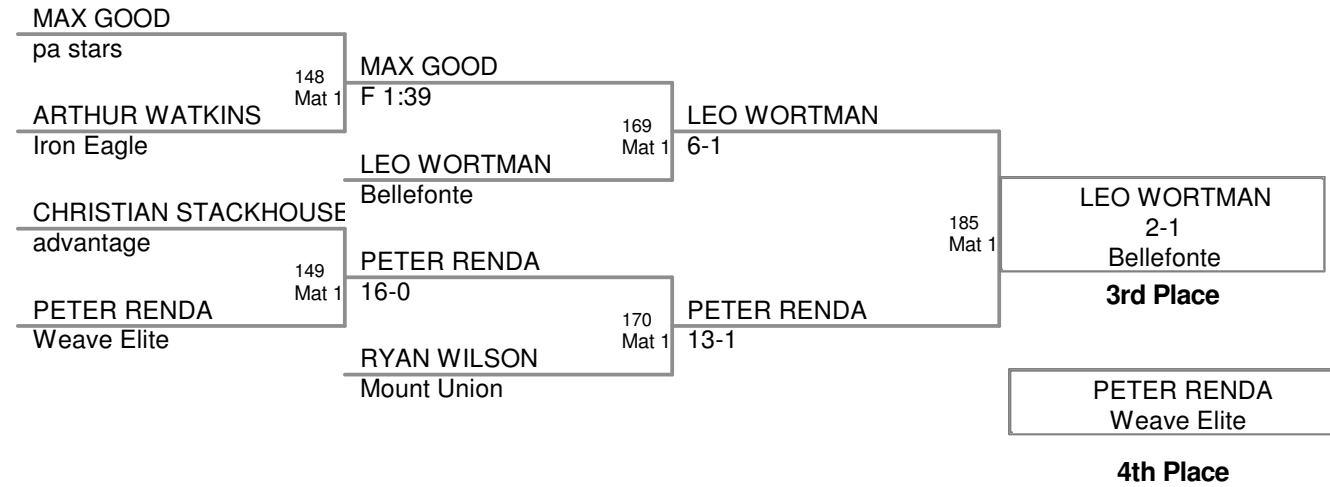 MAX GOOD
pa stars
148
Mat 1
ARTHUR WATKINS
Iron Eagle
CHRISTIAN STACKHOUSE
advantage
149
Mat 1
PETER RENDA
Weave Elite
MAX GOOD
F 1:39
169
Mat 1
LEO WORTMAN
Bellefonte
PETER RENDA
16-0
170
Mat 1
RYAN WILSON
Mount Union
LEO WORTMAN
6-1
185
Mat 1
PETER RENDA
13-1
LEO WORTMAN
2-1
Bellefonte
3rd Place
PETER RENDA
Weave Elite
4th Place